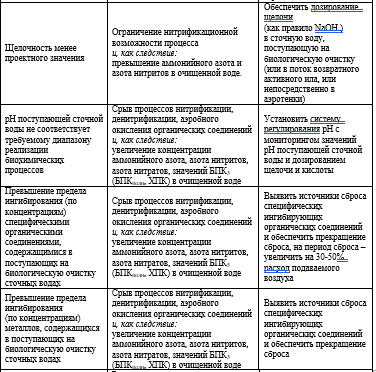 Щелочность менее
проектного значения
Ограничение нитрификационной
возможности процесса
и, как следствие:
превышение аммонийного азота и
азота нитритов в очищенной воде.
Обеспечить дозирование
щелочи
(как правило NaOH)
в сточную воду,
поступающую на
биологическую очистку
(или в поток возвратного
активного ила, или
непосредственно в
аэротенки)
pH поступающей сточной
воды не соответствует
требуемому диапазону
реализации
биохимических
процессов
Срыв процессов нитрификации,
денитрификации, аэробного
окисления органических соединений
и, как следствие:
увеличение концентрации
аммонийного азота, азота нитритов,
азота нитратов, значений БПК5
(БПКполн, ХПК) в очищенной воде
Установить систему
регулирования pH с
мониторингом значений
pH поступающей сточной
воды и дозированием
щелочи и кислоты
Превышение предела
ингибирования (по
концентрациям)
специфическими
органическими
соединениями,
содержащимися в
поступающих на
биологическую очистку
сточных водах
Срыв процессов нитрификации,
денитрификации, аэробного
окисления органических соединений
и, как следствие:
увеличение концентрации
аммонийного азота, азота нитритов,
азота нитратов, значений БПК5
(БПКполн, ХПК) в очищенной воде
Выявить источники сброса
специфических
ингибирующих
органических соединений
и обеспечить прекращение
сброса, на период сброса –
увеличить на 30-50%
расход подаваемого
воздуха
Превышение предела
ингибирования
(по концентрациям)
металлов, содержащихся
в поступающих на
биологическую очистку
сточных водах
Срыв процессов нитрификации,
денитрификации, аэробного
окисления органических соединений
и, как следствие:
увеличение концентрации
аммонийного азота, азота нитритов,
азота нитратов, значений БПК5
(БПКполн, ХПК) в очищенной воде
Выявить источники сброса
специфических
ингибирующих
органических соединений
и обеспечить прекращение
сброса